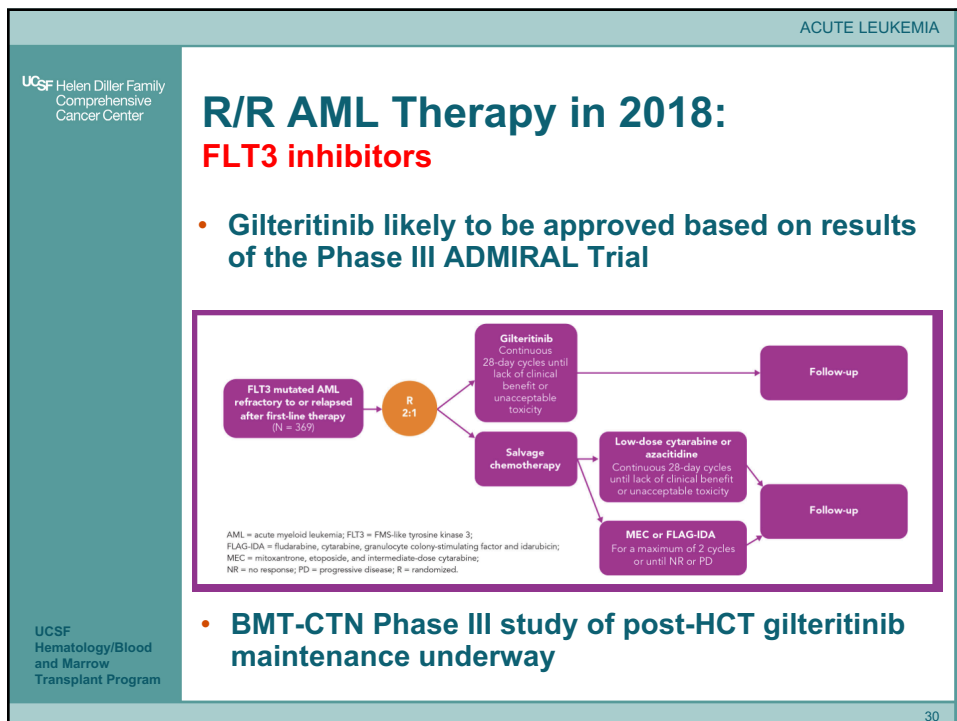 ACUTE LEUKEMIA
UCSF Helen Diller Family
Comprehensive
Cancer Center
R/R AML Therapy in 2018:
FLT3 inhibitors
• Gilteritinib likely to be approved based on results
of the Phase III ADMIRAL Trial
FLT3 mutated AML
refractory to or relapsed
after first-line therapy
(N = 369)
R
2:1
Gilteritinib
Continuous
28-day cycles until
lack of clinical
benefit or
unacceptable
toxicity
Follow-up
Salvage
chemotherapy
Low-dose cytarabine or
azacitidine
Continuous 28-day cycles
until lack of clinical benefit
or unacceptable toxicity
MEC or FLAG-IDA
For a maximum of 2 cycles
or until NR or PD
Follow-up
AML = acute myeloid leukemia; FLT3 = FMS-like tyrosine kinase 3;
FLAG-IDA = fludarabine, cytarabine, granulocyte colony-stimulating factor and idarubicin;
MEC = mitoxantrone, etoposide, and intermediate-dose cytarabine;
NR = no response; PD = progressive disease; R = randomized.
• BMT-CTN Phase III study of post-HCT gilteritinib
maintenance underway
UCSF
Hematology/Blood
and Marrow
Transplant Program
30